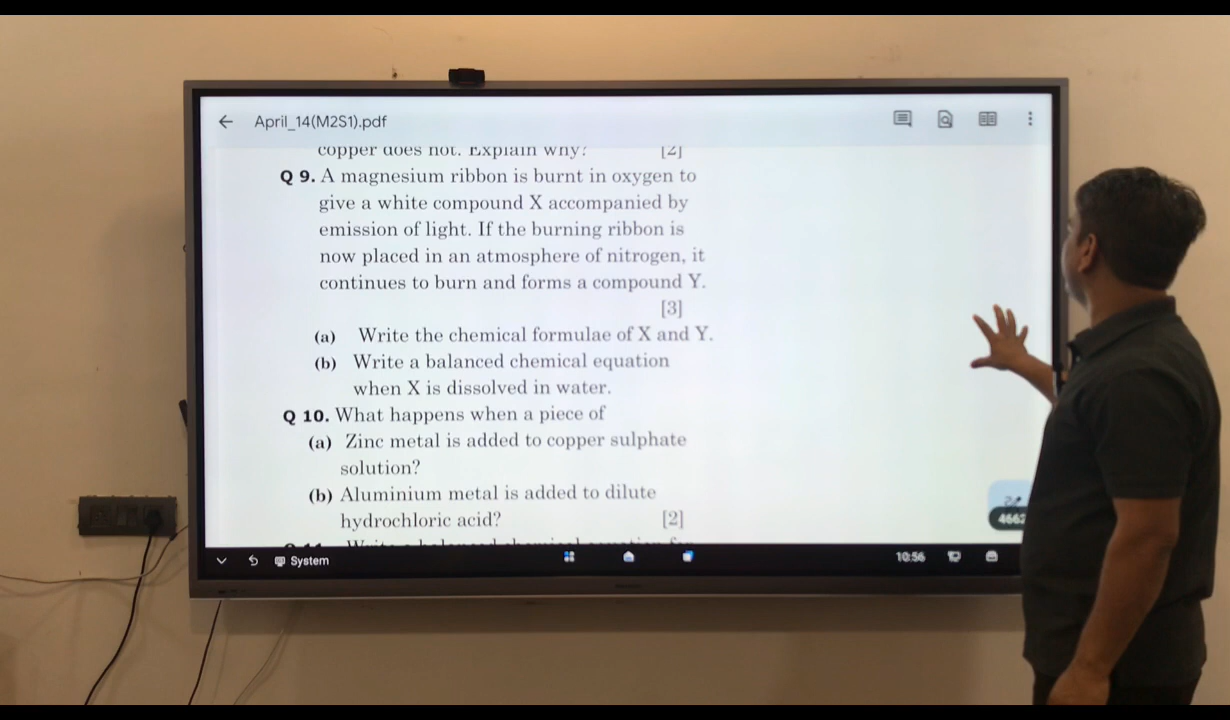 April_14(M2S1).pdf
copper does not. Explain why? [2]
Q 9. A magnesium ribbon is burnt in oxygen to
give a white compound X accompanied by
emission of light. If the burning ribbon is
now placed in an atmosphere of nitrogen, it
continues to burn and forms a compound Y.
[3]
(a) Write the chemical formulae of X and Y.
(b) Write a balanced chemical equation
when X is dissolved in water.
Q 10. What happens when a piece of
(a) Zinc metal is added to copper sulphate
solution?
(b) Aluminium metal is added to dilute
hydrochloric acid? [2]
System
10:56